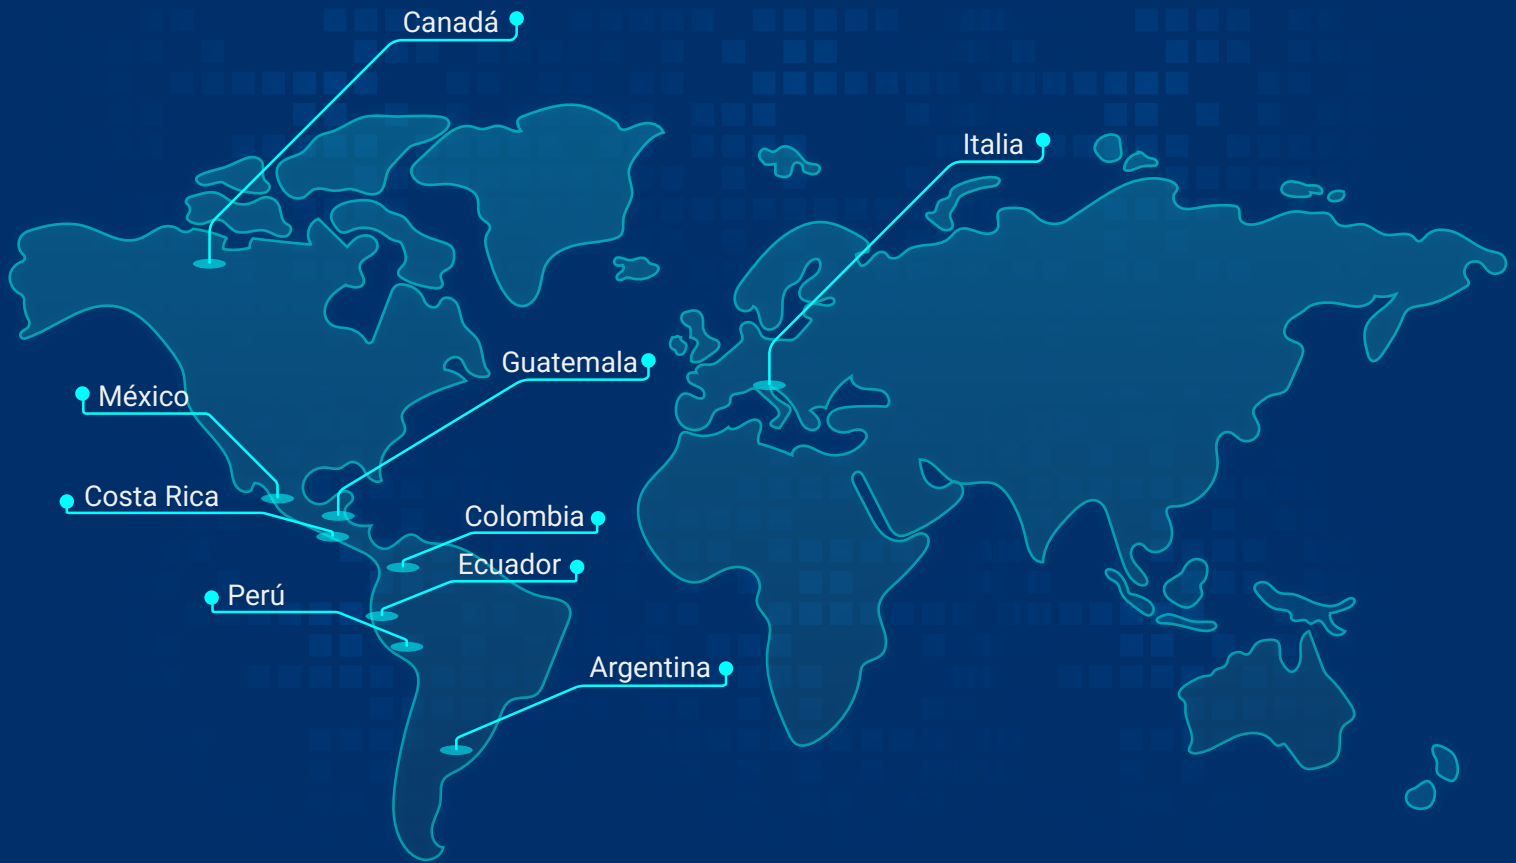 Canadá
Italia
Guatemala
México
Costa Rica
Colombia
Ecuador
Perú
Argentina